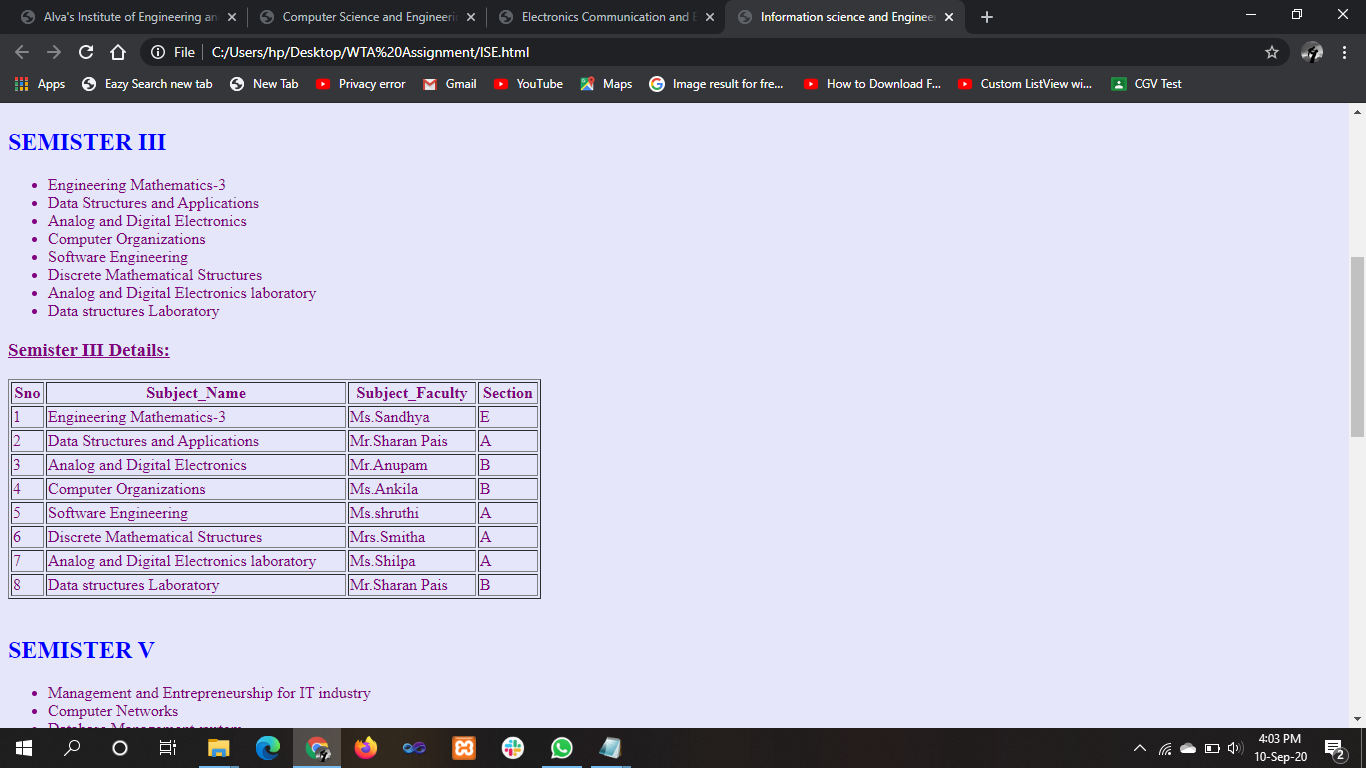 Alva's Institute of Engineering an
Computer Science and Engineerin
Electronics Communication and E
Information science and Engineer
File
C:/Users/hp/Desktop/WTA%20Assignment/ISE.html
Apps
Eazy Search new tab
New Tab
Privacy error
Gmail
YouTube
Maps
Image result for fre...
How to Download F...
Custom ListView wi...
CGV Test
SEMISTER III
• Engineering Mathematics-3
• Data Structures and Applications
• Analog and Digital Electronics
• Computer Organizations
• Software Engineering
• Discrete Mathematical Structures
• Analog and Digital Electronics laboratory
• Data structures Laboratory
Semister III Details:
Sno Subject_Name Subject_Faculty Section
1 Engineering Mathematics-3 Ms.Sandhya E
2 Data Structures and Applications Mr.Sharan Pais A
3 Analog and Digital Electronics Mr.Anupam B
4 Computer Organizations Ms.Ankila B
5 Software Engineering Ms.shruthi A
6 Discrete Mathematical Structures Mrs.Smitha A
7 Analog and Digital Electronics laboratory Ms.Shilpa A
8 Data structures Laboratory Mr.Sharan Pais B
SEMISTER V
• Management and Entrepreneurship for IT industry
• Computer Networks
• Database Management
4:03 PM
10-Sep-20
2